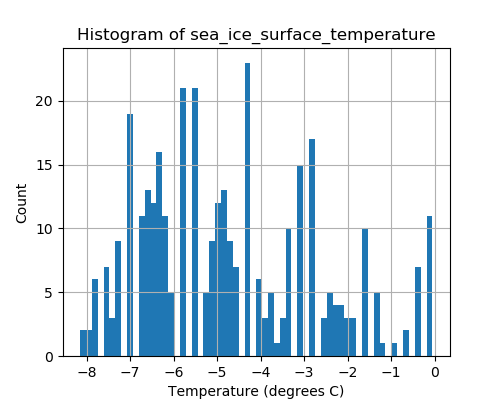 Histogram of sea_ice_surface_temperature
Count
20
15
10
5
0
−8 −7 −6 −5 −4 −3 −2 −1 0
Temperature (degrees C)